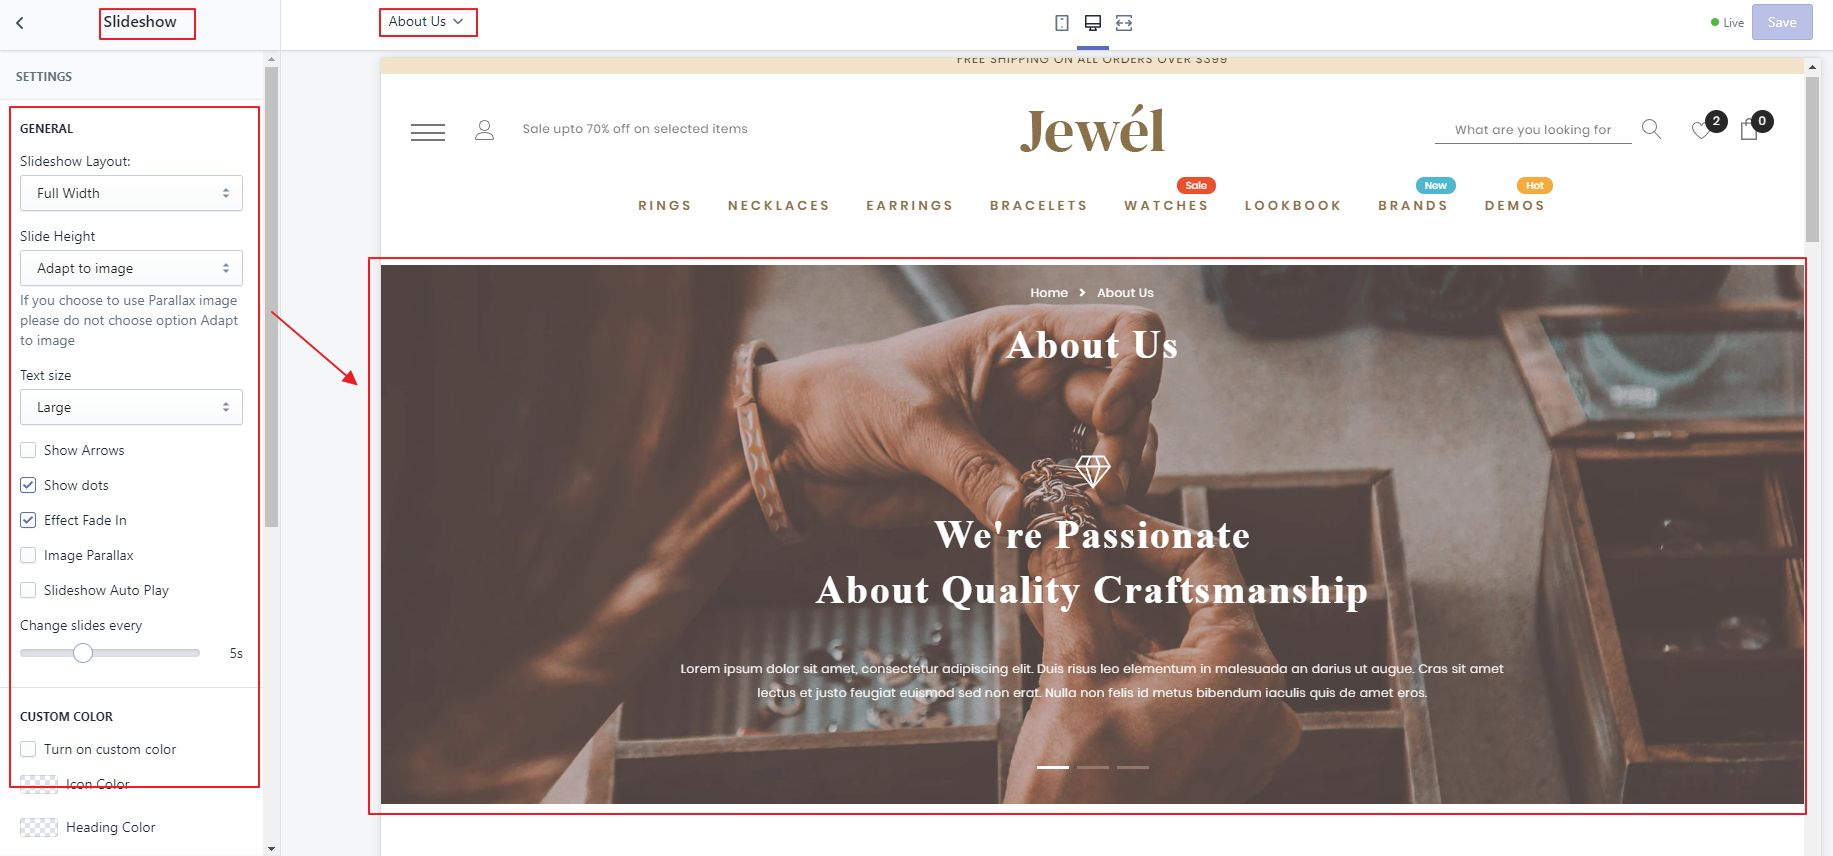 Slideshow
About Us
Live
Save
SETTINGS
GENERAL
Slideshow Layout:
Full Width
Slide Height
Adapt to image
If you choose to use Parallax image
please do not choose option Adapt
to image
Text size
Large
Show Arrows
Show dots
Effect Fade In
Image Parallax
Slideshow Auto Play
Change slides every
5s
CUSTOM COLOR
Turn on custom color
Icon Color
Heading Color
FREE SHIPPING ON ALL ORDERS OVER $399
Sale upto 70% off on selected items
Jewél
What are you looking for
2
0
Sale
New
Hot
RINGS NECKLACES EARRINGS BRACELETS WATCHES LOOKBOOK BRANDS DEMOS
Home > About Us
About Us
We're Passionate
About Quality Craftsmanship
Lorem ipsum dolor sit amet, consectetur adipiscing elit. Duis risus leo elementum in malesuada an darius ut augue. Cras sit amet
lectus et justo feugiat euismod sed non erat. Nulla non felis id metus bibendum iaculis quis de amet eros.